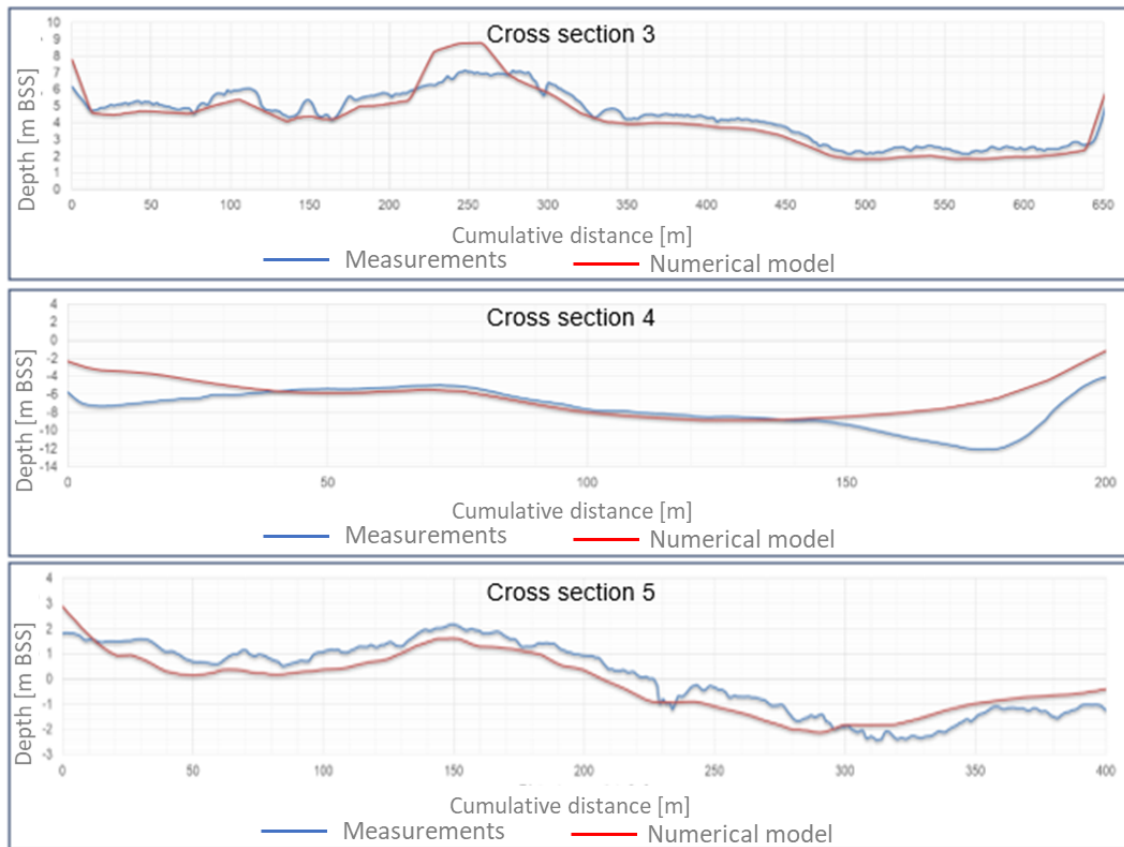 Cross section 3
Depth [m BSS]
10
9
8
7
6
5
4
3
2
1
0
0 50 100 150 200 250 300 350 400 450 500 550 600 650
Cumulative distance [m]
Measurements Numerical model
Cross section 4
Depth [m BSS]
4
2
0
-2
-4
-6
-8
-10
-12
-14
0 50 100 150 200
Cumulative distance [m]
Measurements Numerical model
Cross section 5
Depth [m BSS]
4
3
2
1
0
-1
-2
-3
0 50 100 150 200 250 300 350 400
Cumulative distance [m]
Measurements Numerical model